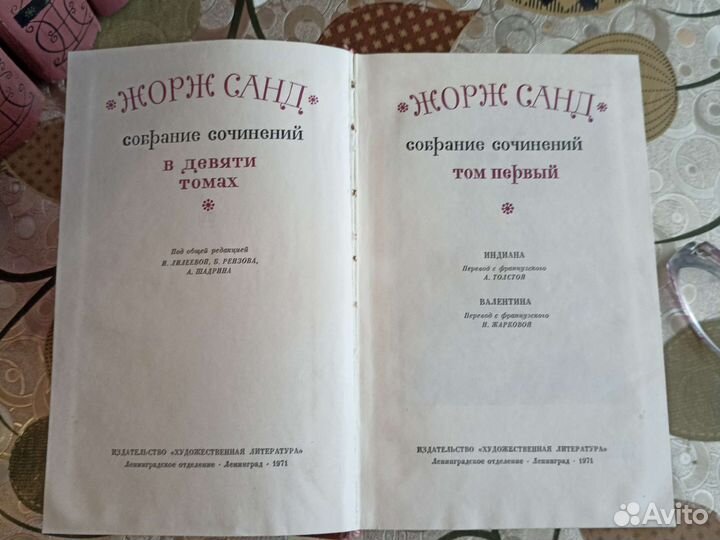 ЖОРЖ САНД
собрание сочинений
в девяти
томах
Под общей редакцией
И. ЛИЛЕЕВОЙ, Б. РЕИЗОВА,
А. ШАДРИНА
ИЗДАТЕЛЬСТВО «ХУДОЖЕСТВЕННАЯ ЛИТЕРАТУРА»
Ленинградское отделение · Ленинград · 1971
ЖОРЖ САНД
собрание сочинений
том первый
ИНДИАНА
Перевод с французского
А. ТОЛСТОЙ
ВАЛЕНТИНА
Перевод с французского
Н. ЖАРКОВОЙ
ИЗДАТЕЛЬСТВО «ХУДОЖЕСТВЕННАЯ ЛИТЕРАТУРА»
Ленинградское отделение · Ленинград · 1971
Avito